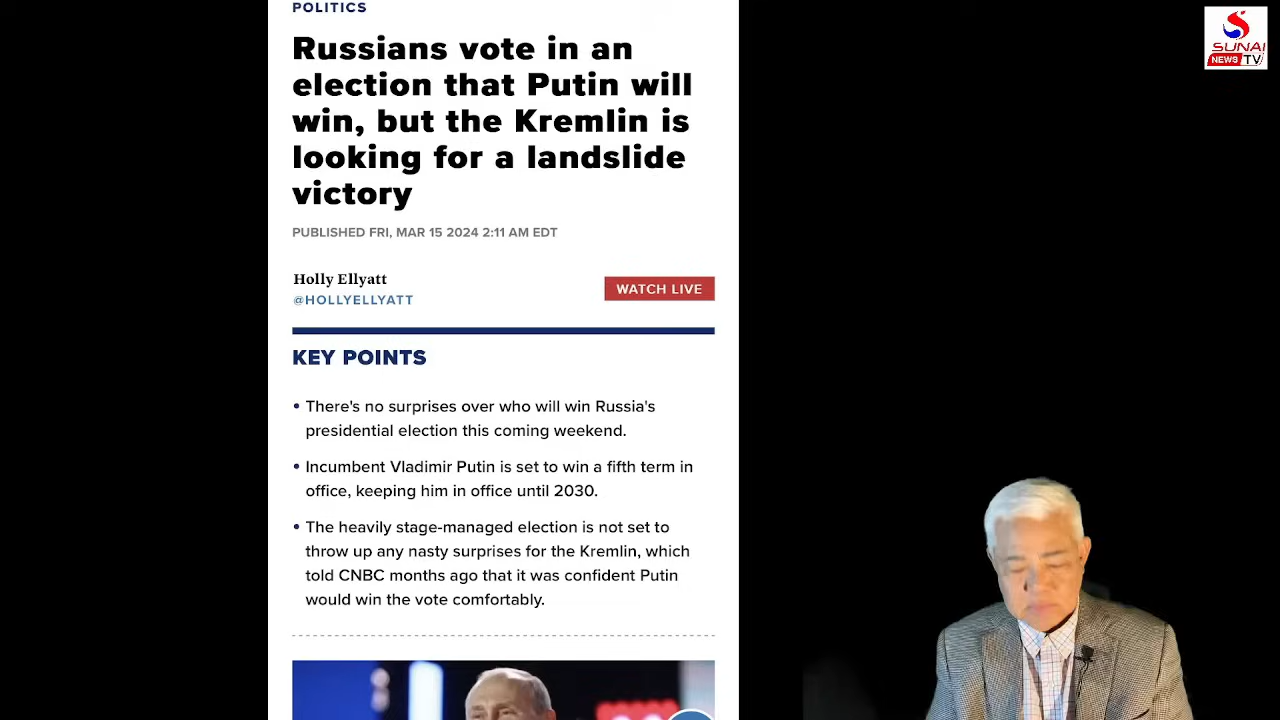 POLITICS
Russians vote in an
election that Putin will
win, but the Kremlin is
looking for a landslide
victory
PUBLISHED FRI, MAR 15 2024 2:11 AM EDT
Holly Ellyatt
@HOLLYELLYATT
WATCH LIVE
KEY POINTS
• There's no surprises over who will win Russia's
presidential election this coming weekend.
• Incumbent Vladimir Putin is set to win a fifth term in
office, keeping him in office until 2030.
• The heavily stage-managed election is not set to
throw up any nasty surprises for the Kremlin, which
told CNBC months ago that it was confident Putin
would win the vote comfortably.
SUNAI
NEWS TV